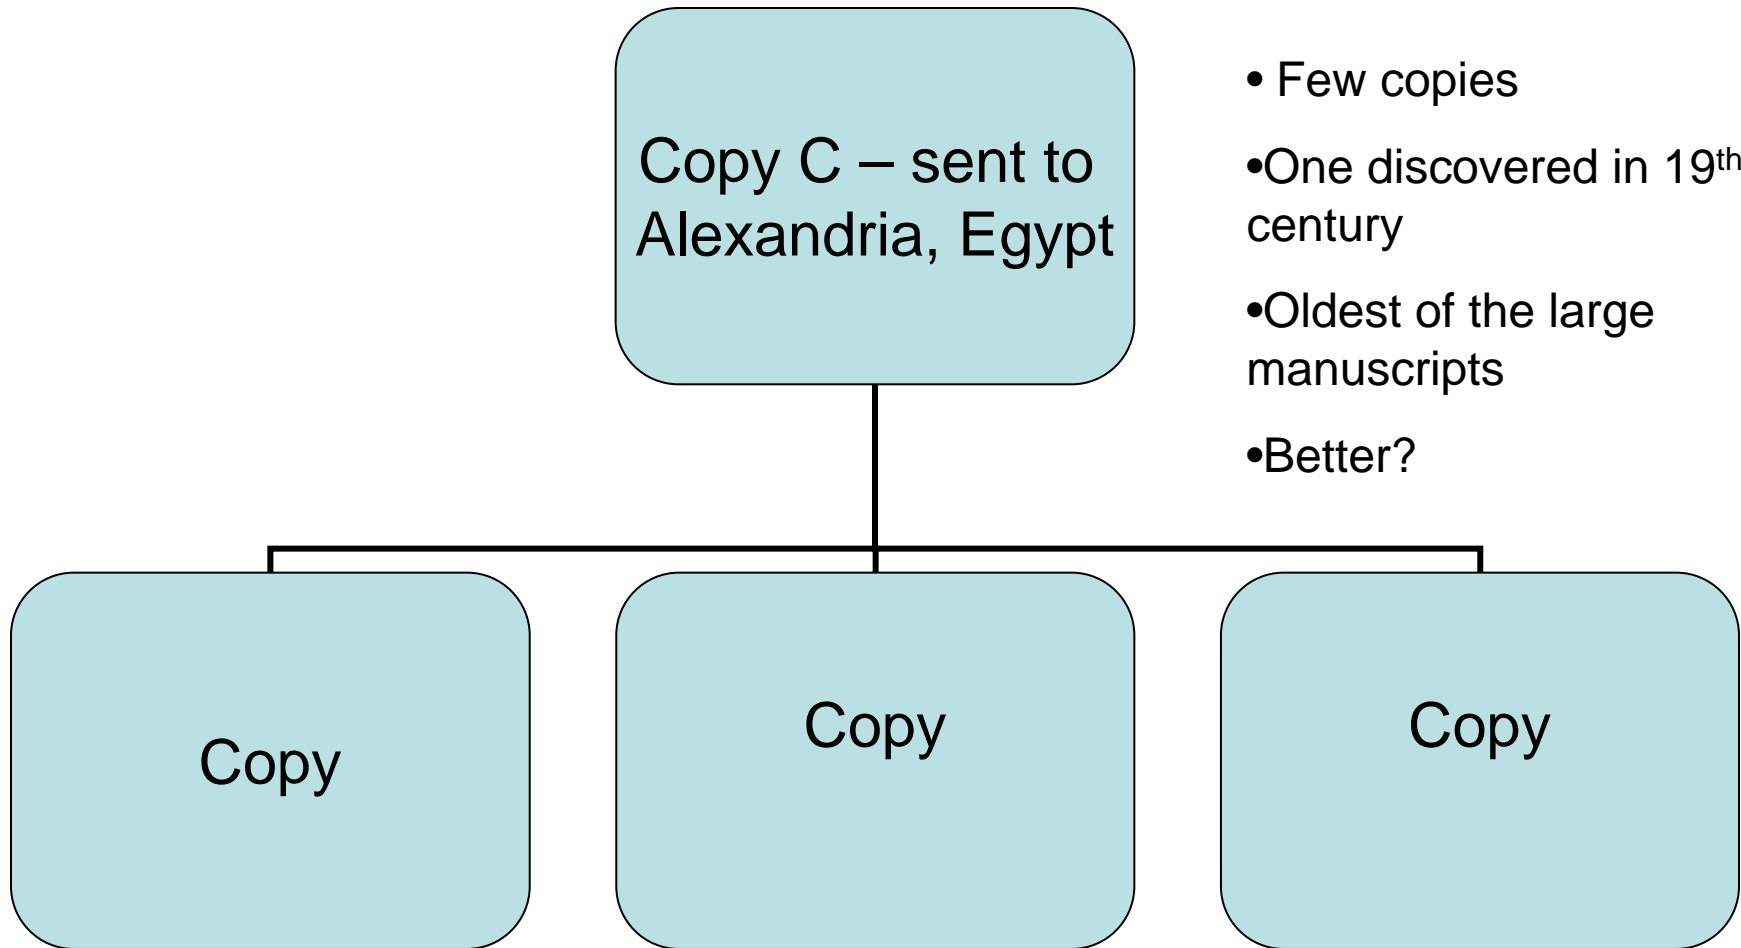 Copy C – sent to
Alexandria, Egypt
• Few copies
•One discovered in 19th
century
•Oldest of the large
manuscripts
•Better?
Copy
Copy
Copy